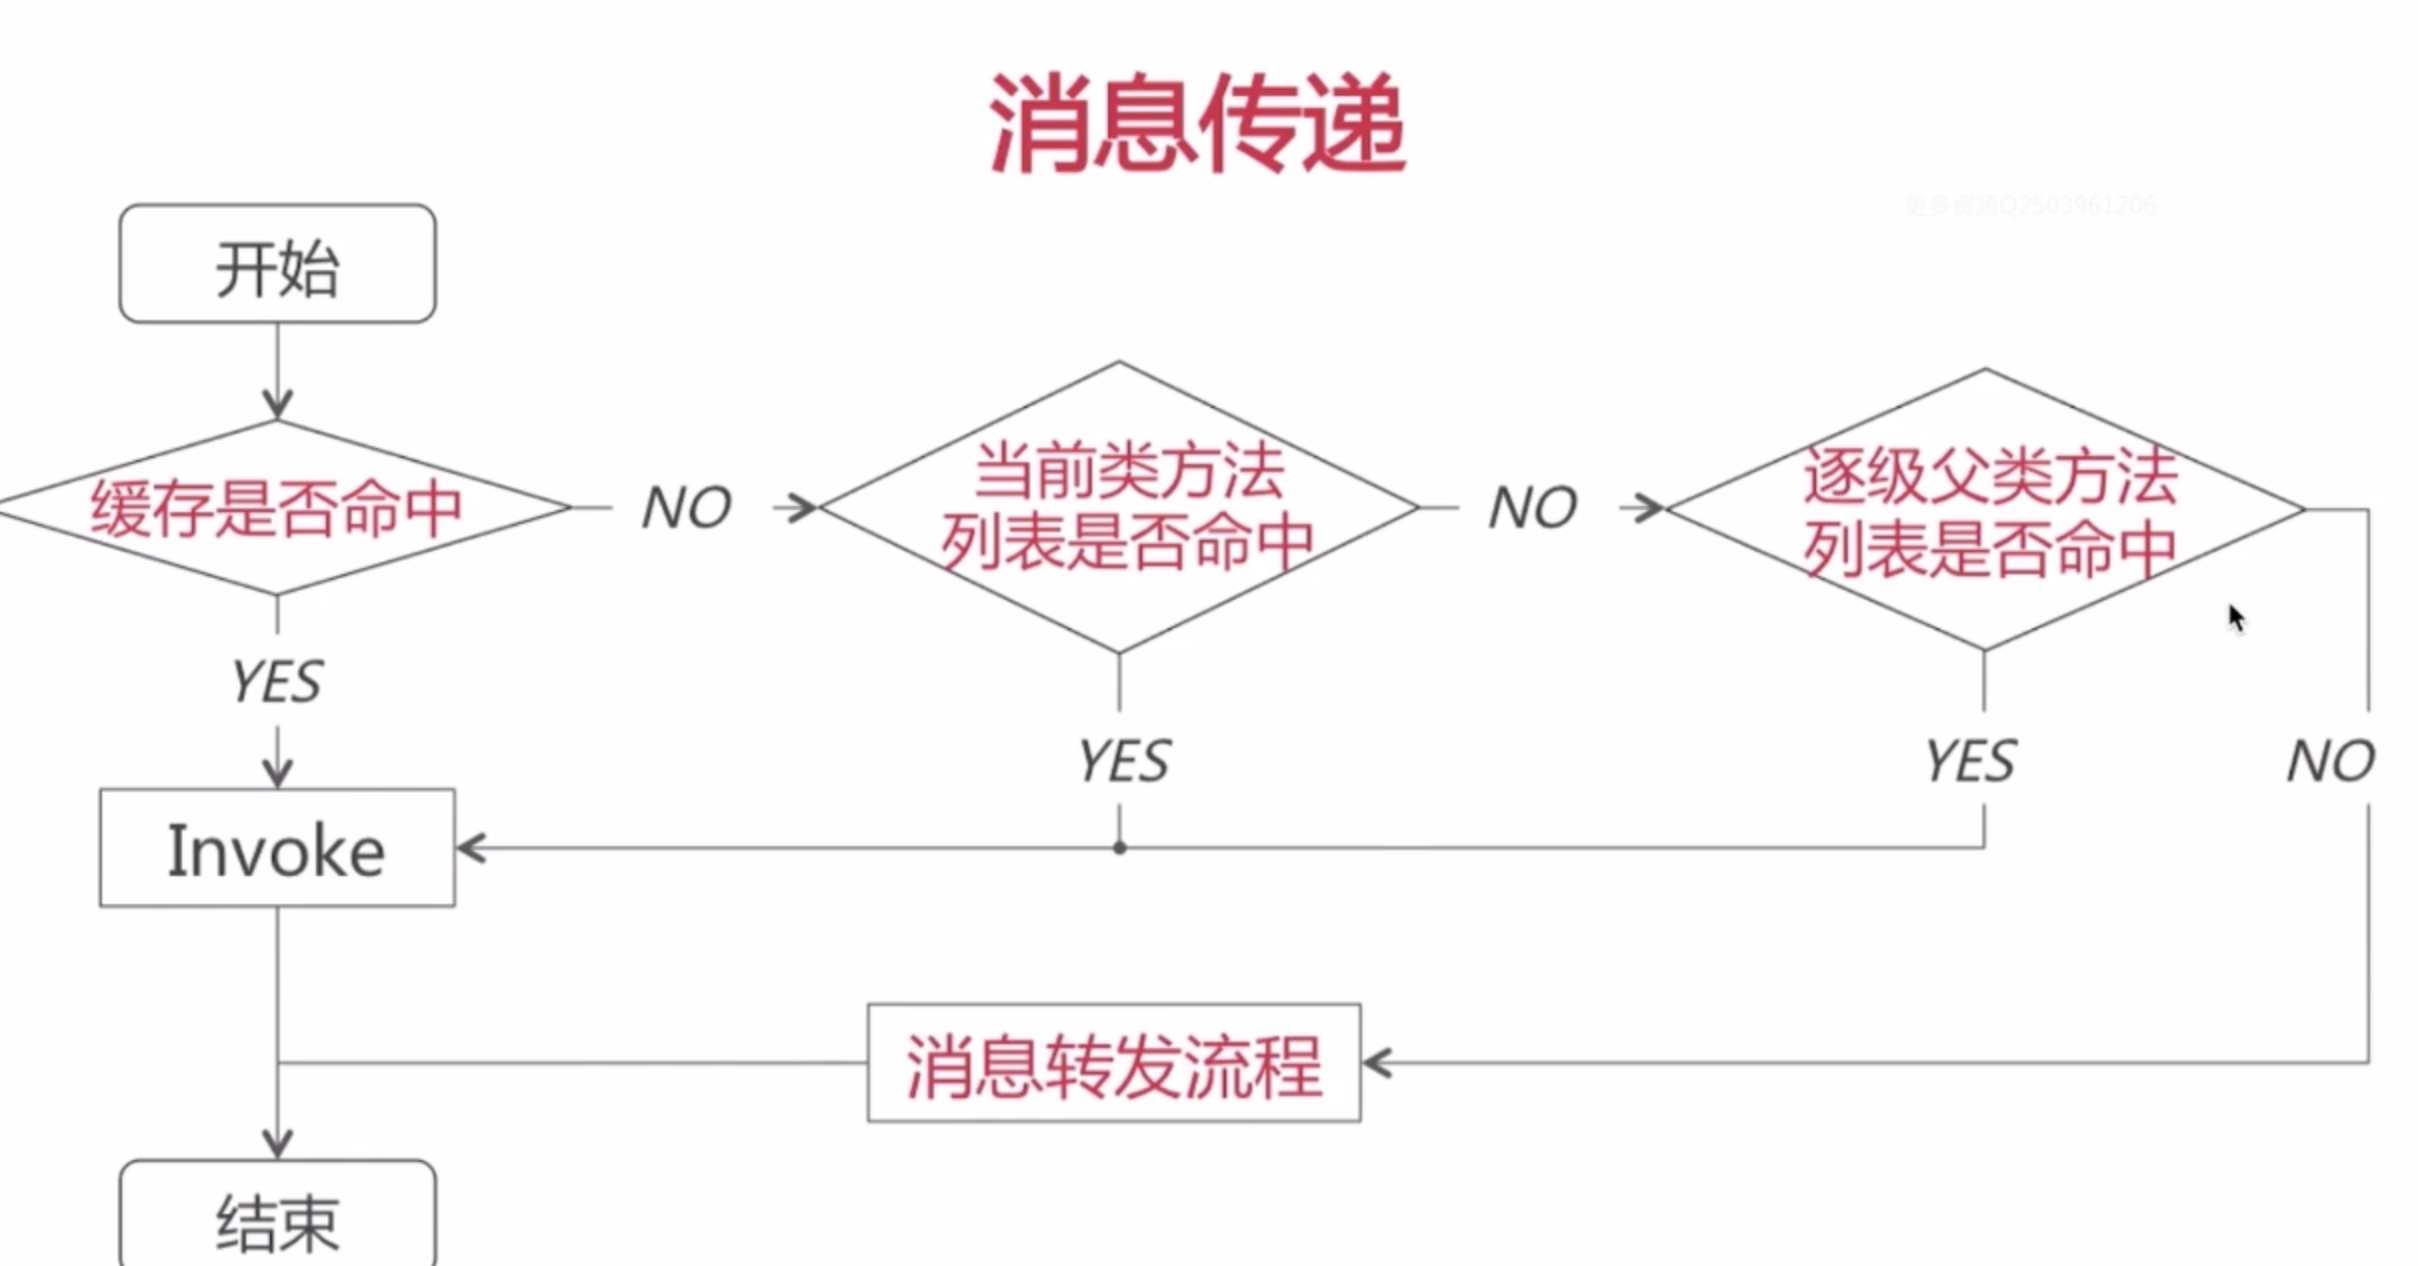 消息传递
更多资源Q2503961206
开始
缓存是否命中
NO
当前类方法
列表是否命中
NO
逐级父类方法
列表是否命中
YES
YES
YES
NO
Invoke
消息转发流程
结束